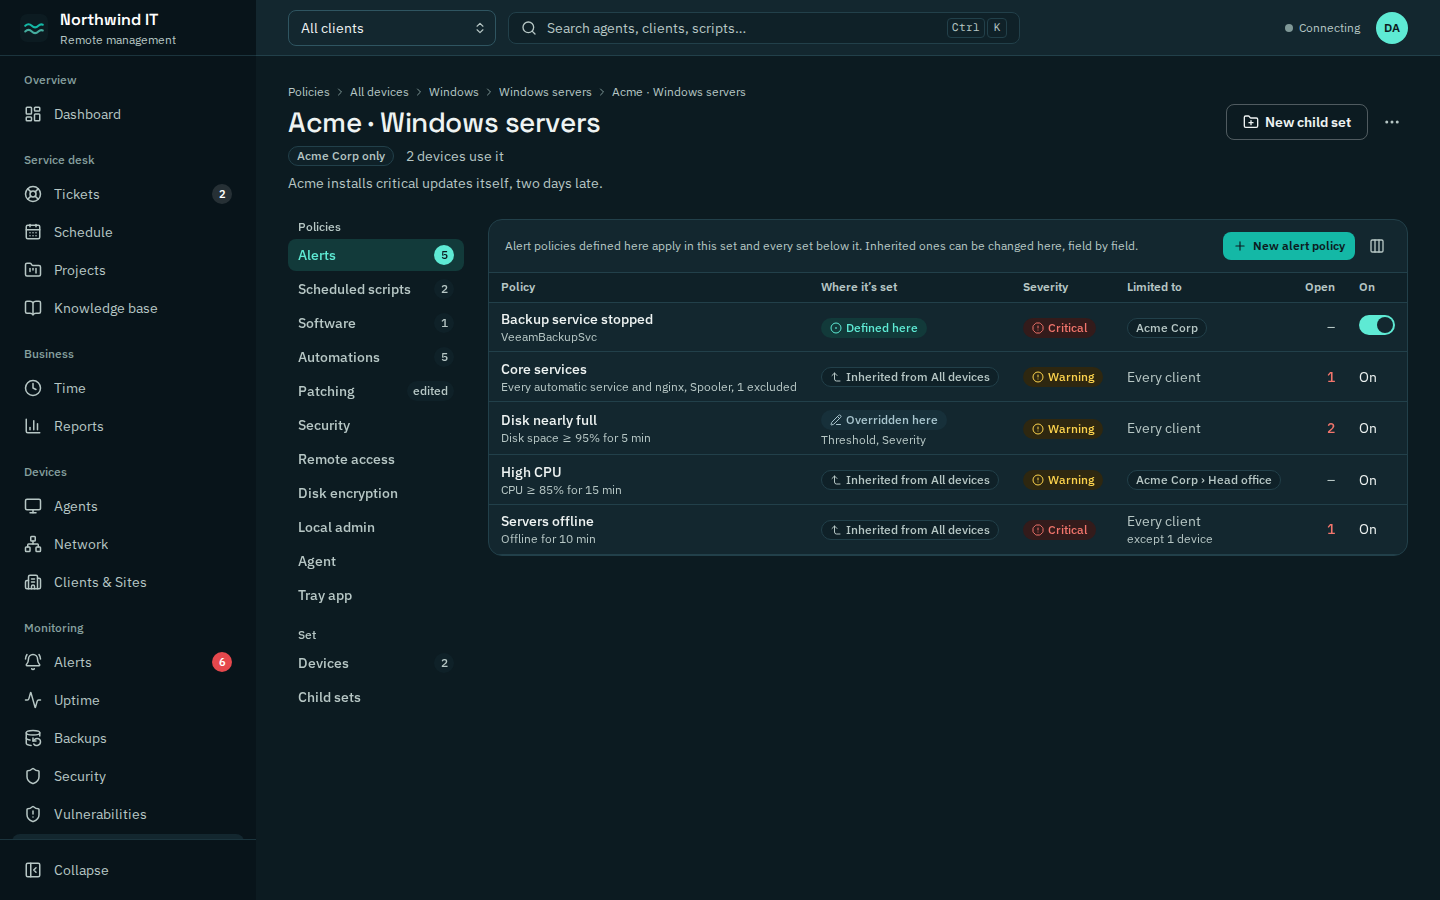 Northwind IT
Remote management
All clients
Search agents, clients, scripts...
Ctrl K
Connecting
DA
Overview
Dashboard
Service desk
Tickets 2
Schedule
Projects
Knowledge base
Business
Time
Reports
Devices
Agents
Network
Clients & Sites
Monitoring
Alerts 6
Uptime
Backups
Security
Vulnerabilities
Collapse
Policies > All devices > Windows > Windows servers > Acme · Windows servers
Acme · Windows servers
New child set
Acme Corp only 2 devices use it
Acme installs critical updates itself, two days late.
Policies
Alerts 5
Scheduled scripts 2
Software 1
Automations 5
Patching edited
Security
Remote access
Disk encryption
Local admin
Agent
Tray app
Set
Devices 2
Child sets
Alert policies defined here apply in this set and every set below it. Inherited ones can be changed here, field by field.
New alert policy
Policy Where it's set Severity Limited to Open On
Backup service stopped
VeeamBackupSvc
Defined here Critical Acme Corp –
Core services
Every automatic service and nginx, Spooler, 1 excluded
Inherited from All devices Warning Every client 1 On
Disk nearly full
Disk space ≥ 95% for 5 min
Overridden here
Threshold, Severity
Warning Every client 2 On
High CPU
CPU ≥ 85% for 15 min
Inherited from All devices Warning Acme Corp › Head office – On
Servers offline
Offline for 10 min
Inherited from All devices Critical Every client
except 1 device
1 On